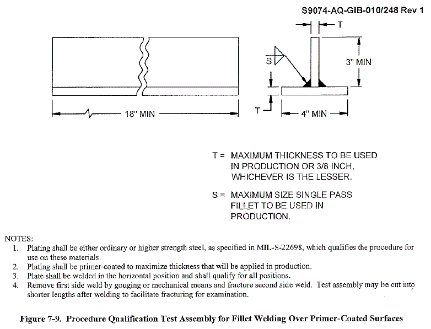 S9074-AQ-GIB-010/248 Rev 1
T
S
3" MIN
T
18" MIN
4" MIN
T = MAXIMUM THICKNESS TO BE USED
IN PRODUCTION OR 3/8 INCH,
WHICHEVER IS THE LESSER.
S = MAXIMUM SIZE SINGLE PASS
FILLET TO BE USED IN
PRODUCTION.
NOTES:
1. Plating shall be either ordinary or higher strength steel, as specified in MIL-S-22698, which qualifies the procedure for
use on these materials.
2. Plating shall be primer-coated to maximize thickness that will be applied in production.
3. Plate shall be welded in the horizontal position and shall qualify for all positions.
4. Remove first side weld by gouging or mechanical means and fracture second side weld. Test assembly may be cut into
shorter lengths after welding to facilitate fracturing for examination.
Figure 7-9. Procedure Qualification Test Assembly for Fillet Welding Over Primer-Coated Surfaces